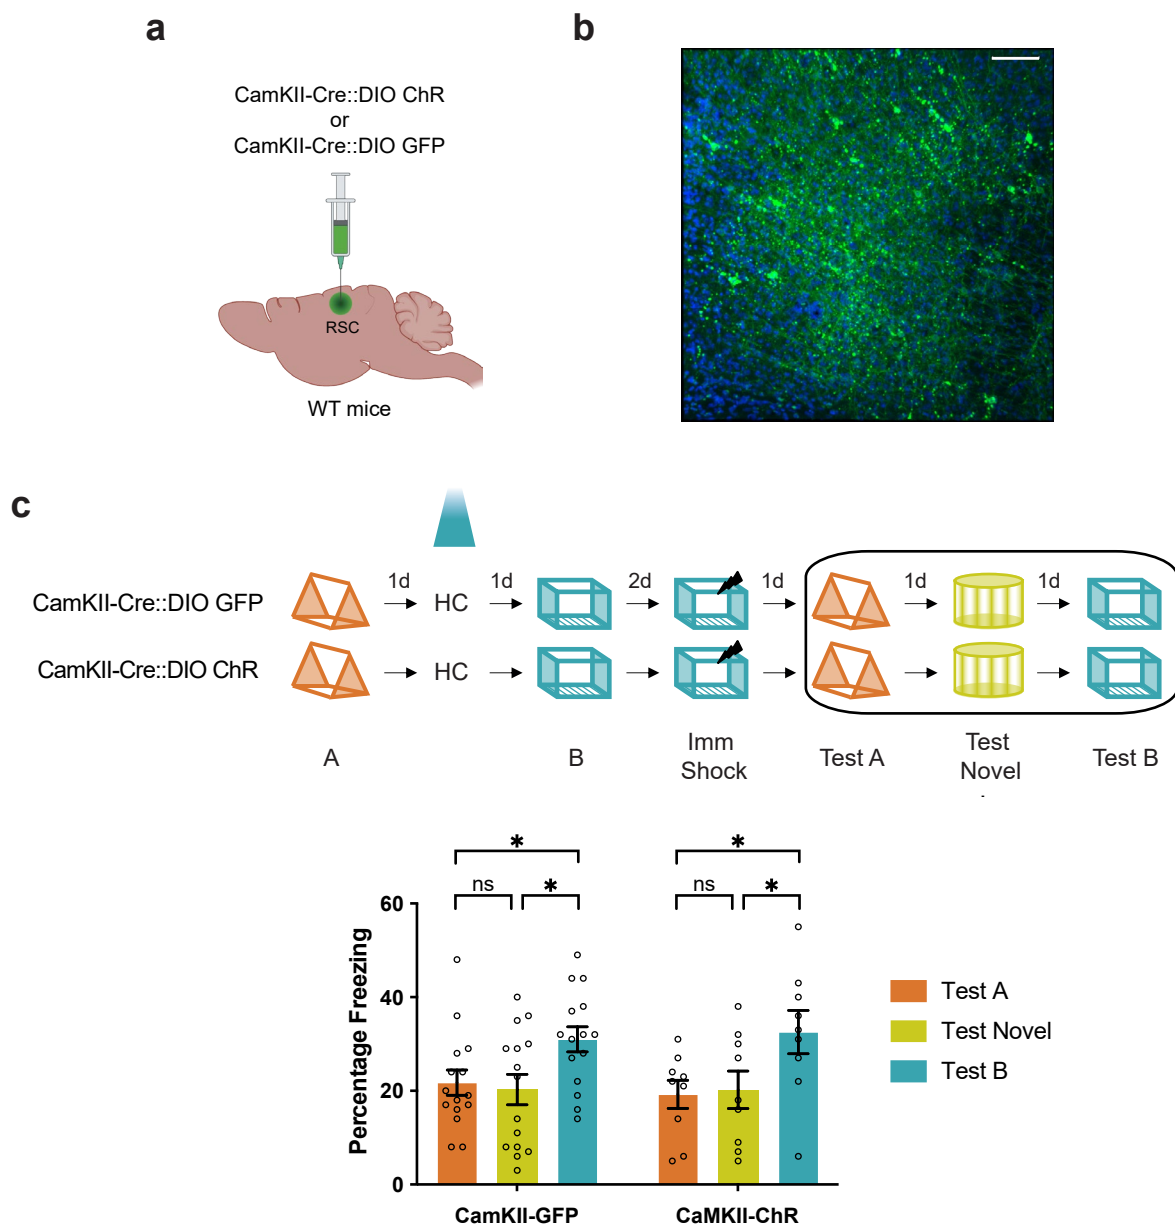 a
b
CamKII-Cre::DIO ChR
or
CamKII-Cre::DIO GFP
RSC
WT mice
c
1d
1d
2d
1d
1d
1d
CamKII-Cre::DIO GFP
HC
CamKII-Cre::DIO ChR
HC
A
B
Imm
Shock
Test A
Test
Novel
Test B
*
*
ns
*
ns
*
60
40
20
0
Percentage Freezing
Test A
Test Novel
Test B
CamKII-GFP
CaMKII-ChR